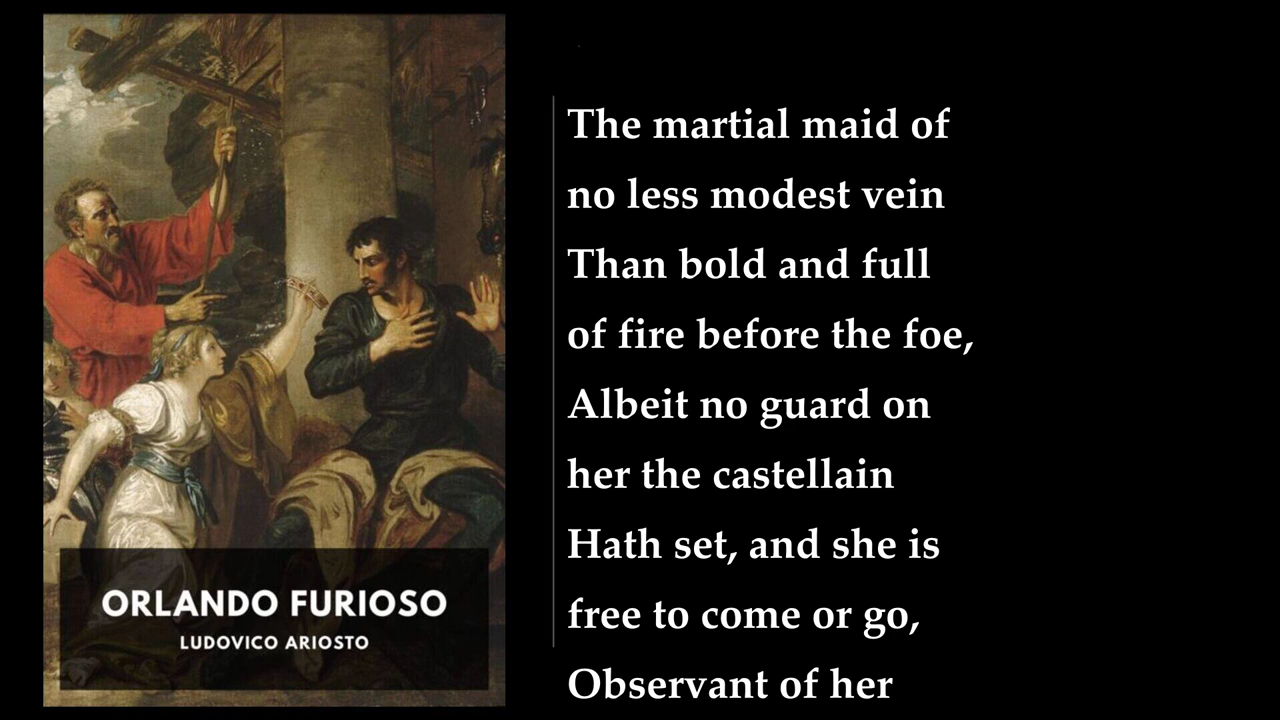 ORLANDO FURIOSO
LUDOVICO ARIOSTO
The martial maid of
no less modest vein
Than bold and full
of fire before the foe,
Albeit no guard on
her the castellain
Hath set, and she is
free to come or go,
Observant of her